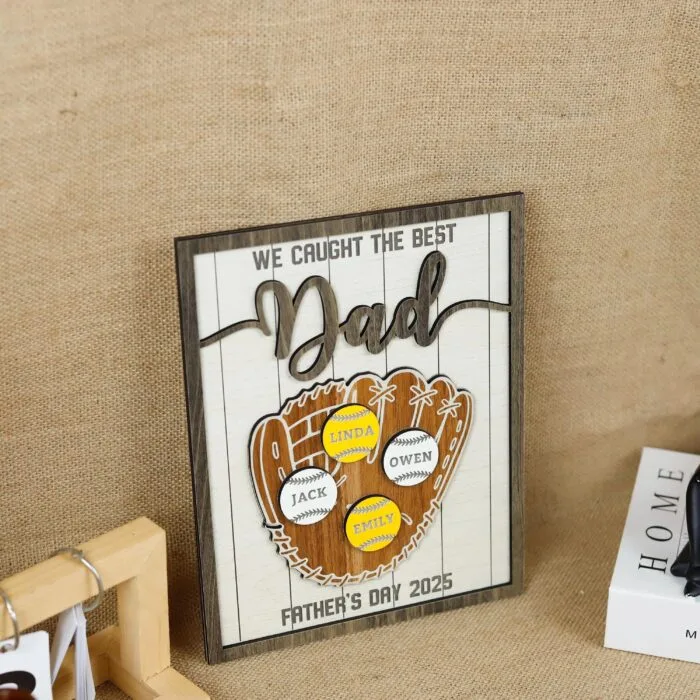 WE CAUGHT THE BEST
Dad
LINDA
OWEN
JACK
EMILY
FATHER'S DAY 2025
HOME
M